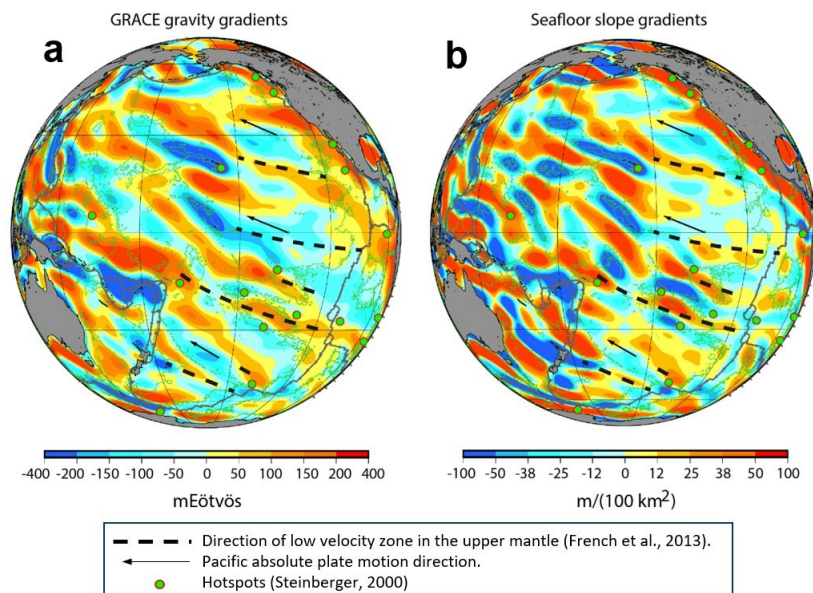 GRACE gravity gradients
Seafloor slope gradients
a
b
-400 -200 -150 -100 -50 0 50 100 150 200 400
mEötvös
-100 -50 -38 -25 -12 0 12 25 38 50 100
m/(100 km²)
Direction of low velocity zone in the upper mantle (French et al., 2013).
Pacific absolute plate motion direction.
Hotspots (Steinberger, 2000)